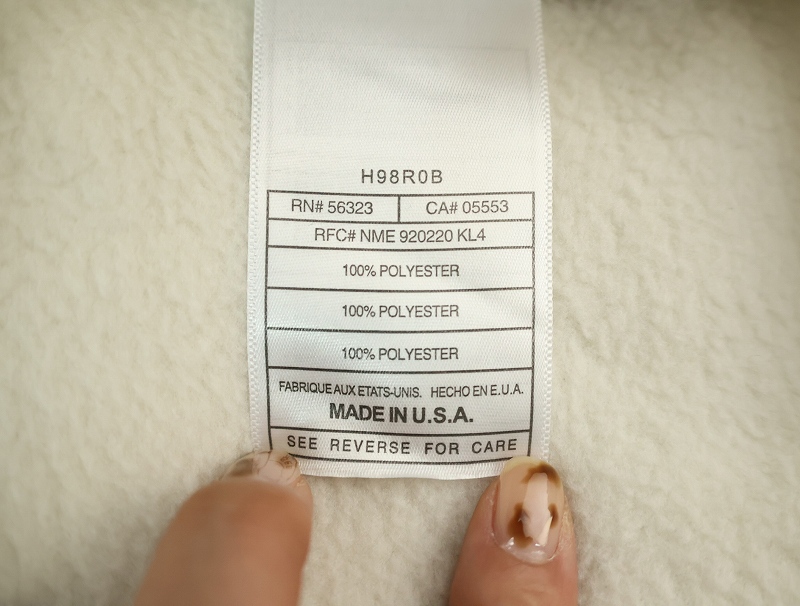 H98R0B
RN# 56323 CA# 05553
RFC# NME 920220 KL4
100% POLYESTER
100% POLYESTER
100% POLYESTER
FABRIQUE AUX ETATS-UNIS. HECHO EN E.U.A.
MADE IN U.S.A.
SEE REVERSE FOR CARE